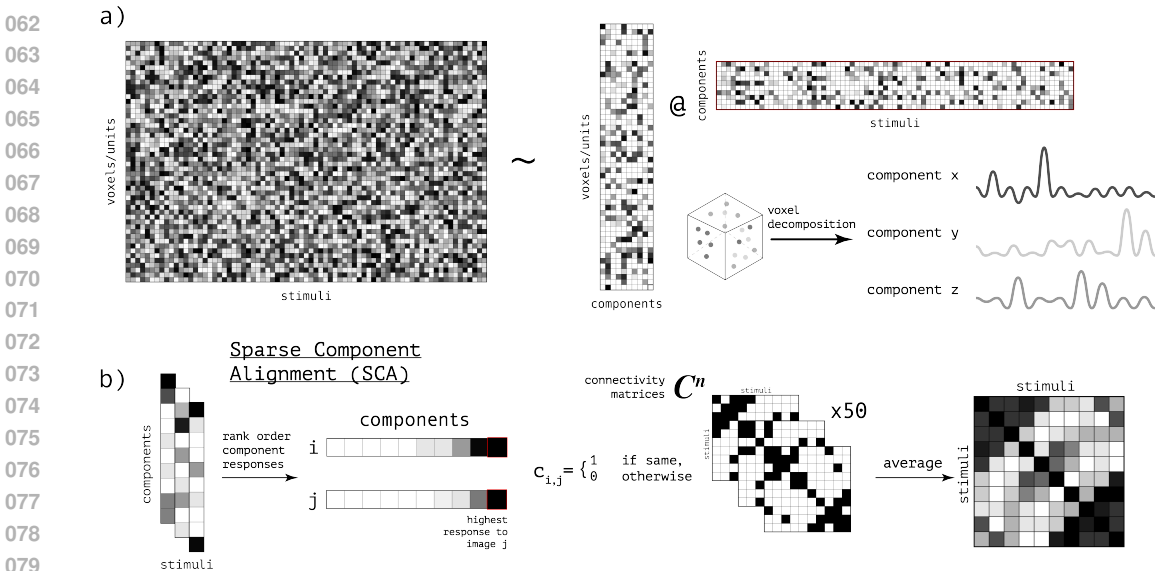 062
063
064
065
066
067
068
069
070
071
072
073
074
075
076
077
078
079
a)
voxels/units
stimuli
~
voxels/units
components
@
components
stimuli
voxel
decomposition
component x
component y
component z
b)
Sparse Component
Alignment (SCA)
components
stimuli
rank order
component
responses
components
i
j
highest
response to
image j
connectivity
matrices
Cⁿ
c i,j = { 1 if same,
0 otherwise
stimuli
stimuli
x50
average
stimuli
stimuli